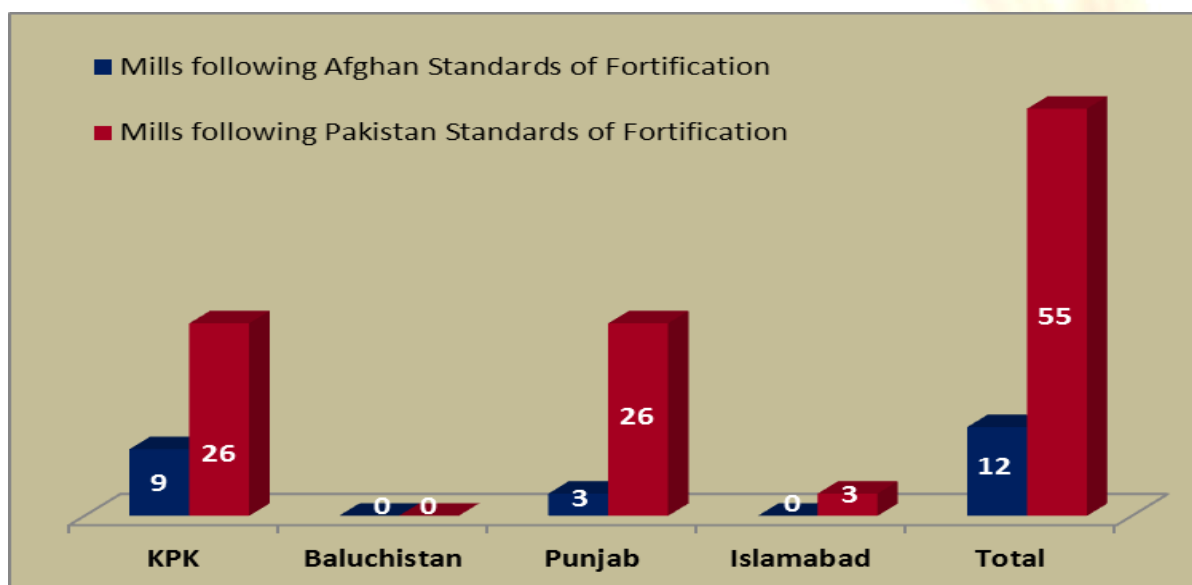 Mills following Afghan Standards of Fortification
Mills following Pakistan Standards of Fortification
9
26
0
0
3
26
0
3
12
55
KPK
Baluchistan
Punjab
Islamabad
Total